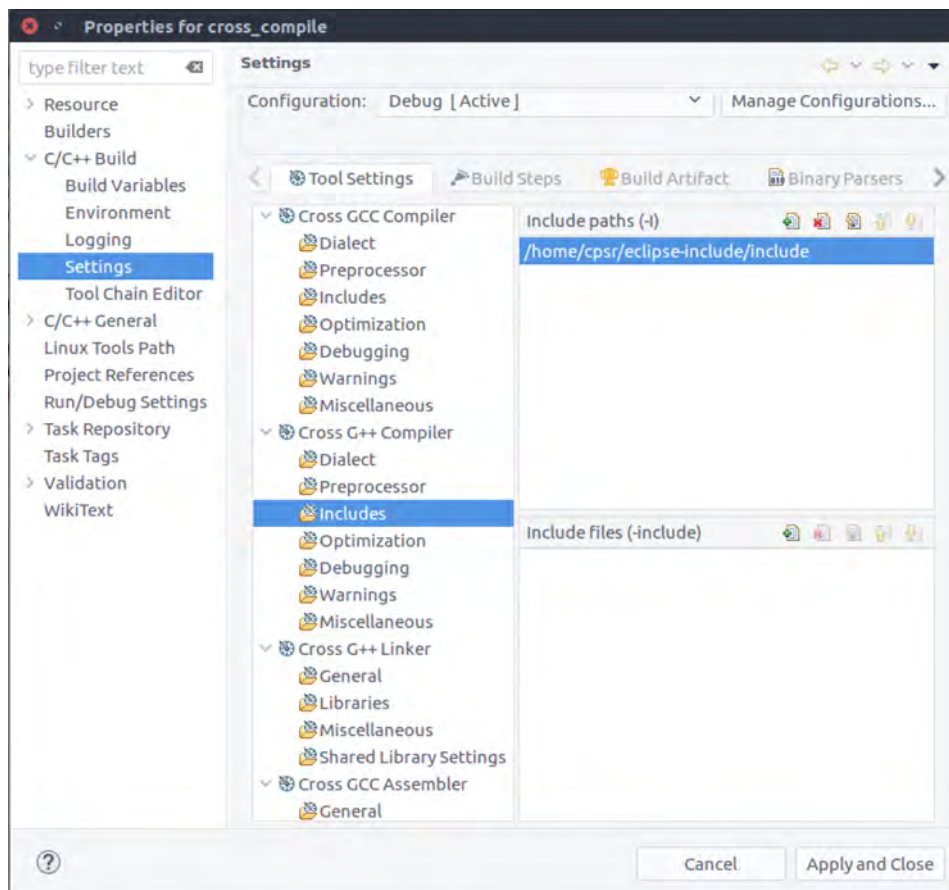 Properties for cross_compile
type filter text
Resource
Builders
C/C++ Build
Build Variables
Environment
Logging
Settings
Tool Chain Editor
C/C++ General
Linux Tools Path
Project References
Run/Debug Settings
Task Repository
Task Tags
Validation
WikiText
Settings
Configuration: Debug [Active]
Manage Configurations...
Tool Settings
Build Steps
Build Artifact
Binary Parsers
Cross GCC Compiler
Dialect
Preprocessor
Includes
Optimization
Debugging
Warnings
Miscellaneous
Cross G++ Compiler
Dialect
Preprocessor
Includes
Optimization
Debugging
Warnings
Miscellaneous
Cross G++ Linker
General
Libraries
Miscellaneous
Shared Library Settings
Cross GCC Assembler
General
Include paths (-I)
/home/cpsr/eclipse-include/include
Include files (-include)
Cancel
Apply and Close